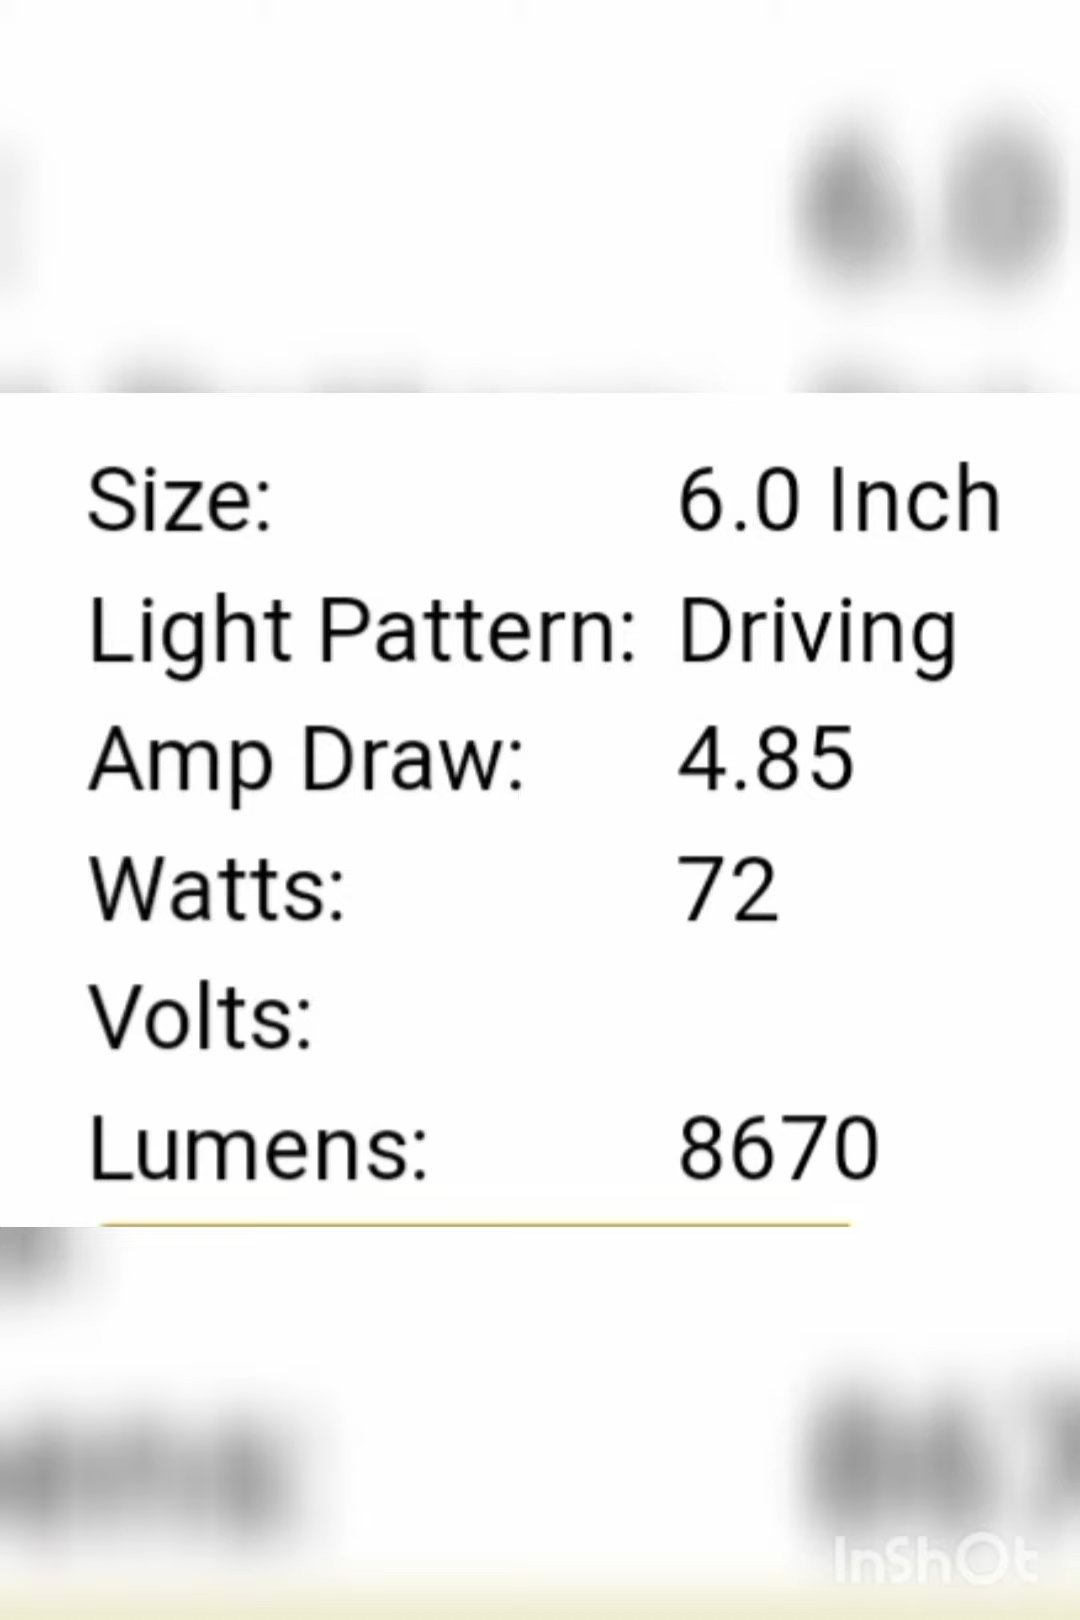 Size: 6.0 Inch
Light Pattern: Driving
Amp Draw: 4.85
Watts: 72
Volts:
Lumens: 8670
InShOt